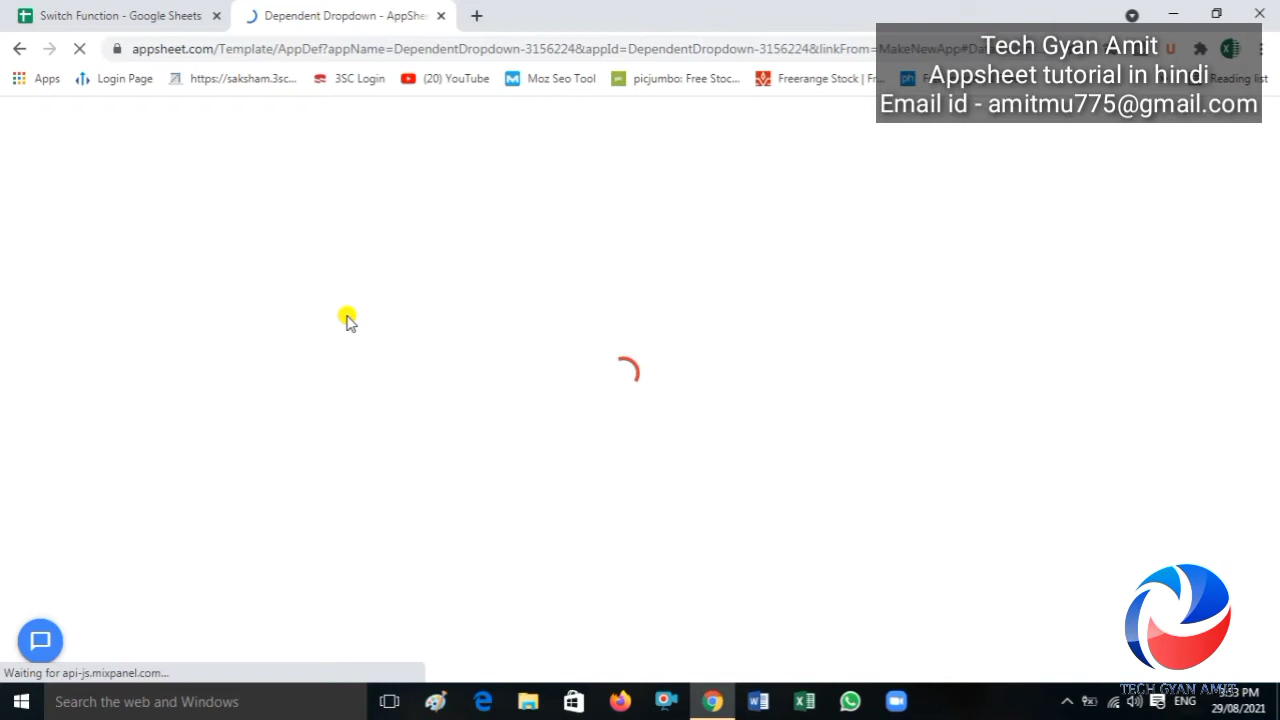 Switch Function - Google Sheets
Dependent Dropdown - AppShe
appsheet.com/Template/AppDef?appName=DependentDropdown-3156224&appId=DependentDropdown-3156224&linkFrom=MakeNewApp#Da
Tech Gyan Amit
Appsheet tutorial in hindi
Email id - amitmu775@gmail.com
Apps
Login Page
https://saksham.3sc...
3SC Login
(20) YouTube
Moz Seo Tool
picjumbo: Free Stoc...
Freerange Stock | Fr...
Reading list
Waiting for api-js.mixpanel.com...
TECH GYAN AMIT
Search the web and Windows
ENG
3:53 PM
29/08/2021